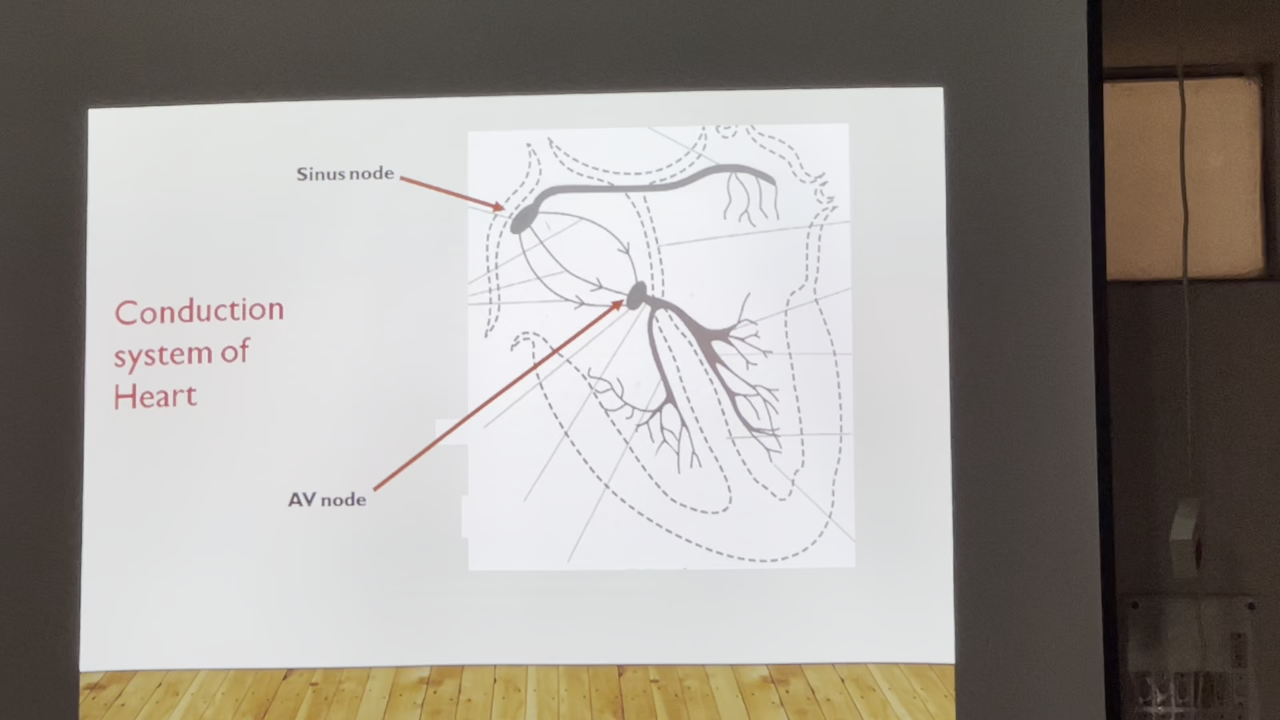 Sinus node
Conduction
system of
Heart
AV node